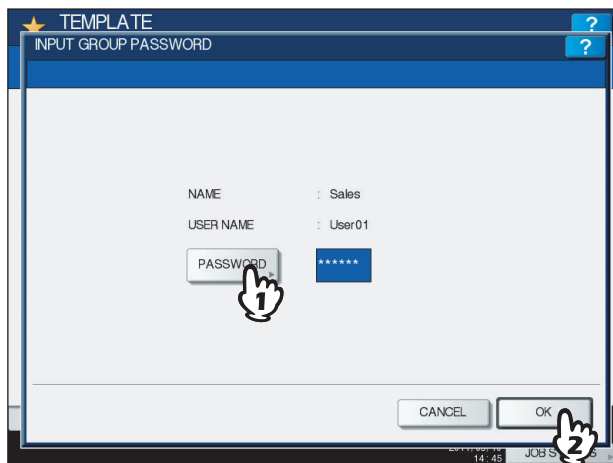 TEMPLATE
?
INPUT GROUP PASSWORD
?
NAME : Sales
USER NAME : User01
PASSWORD ******
1
CANCEL
OK
2
14:45
JOB S